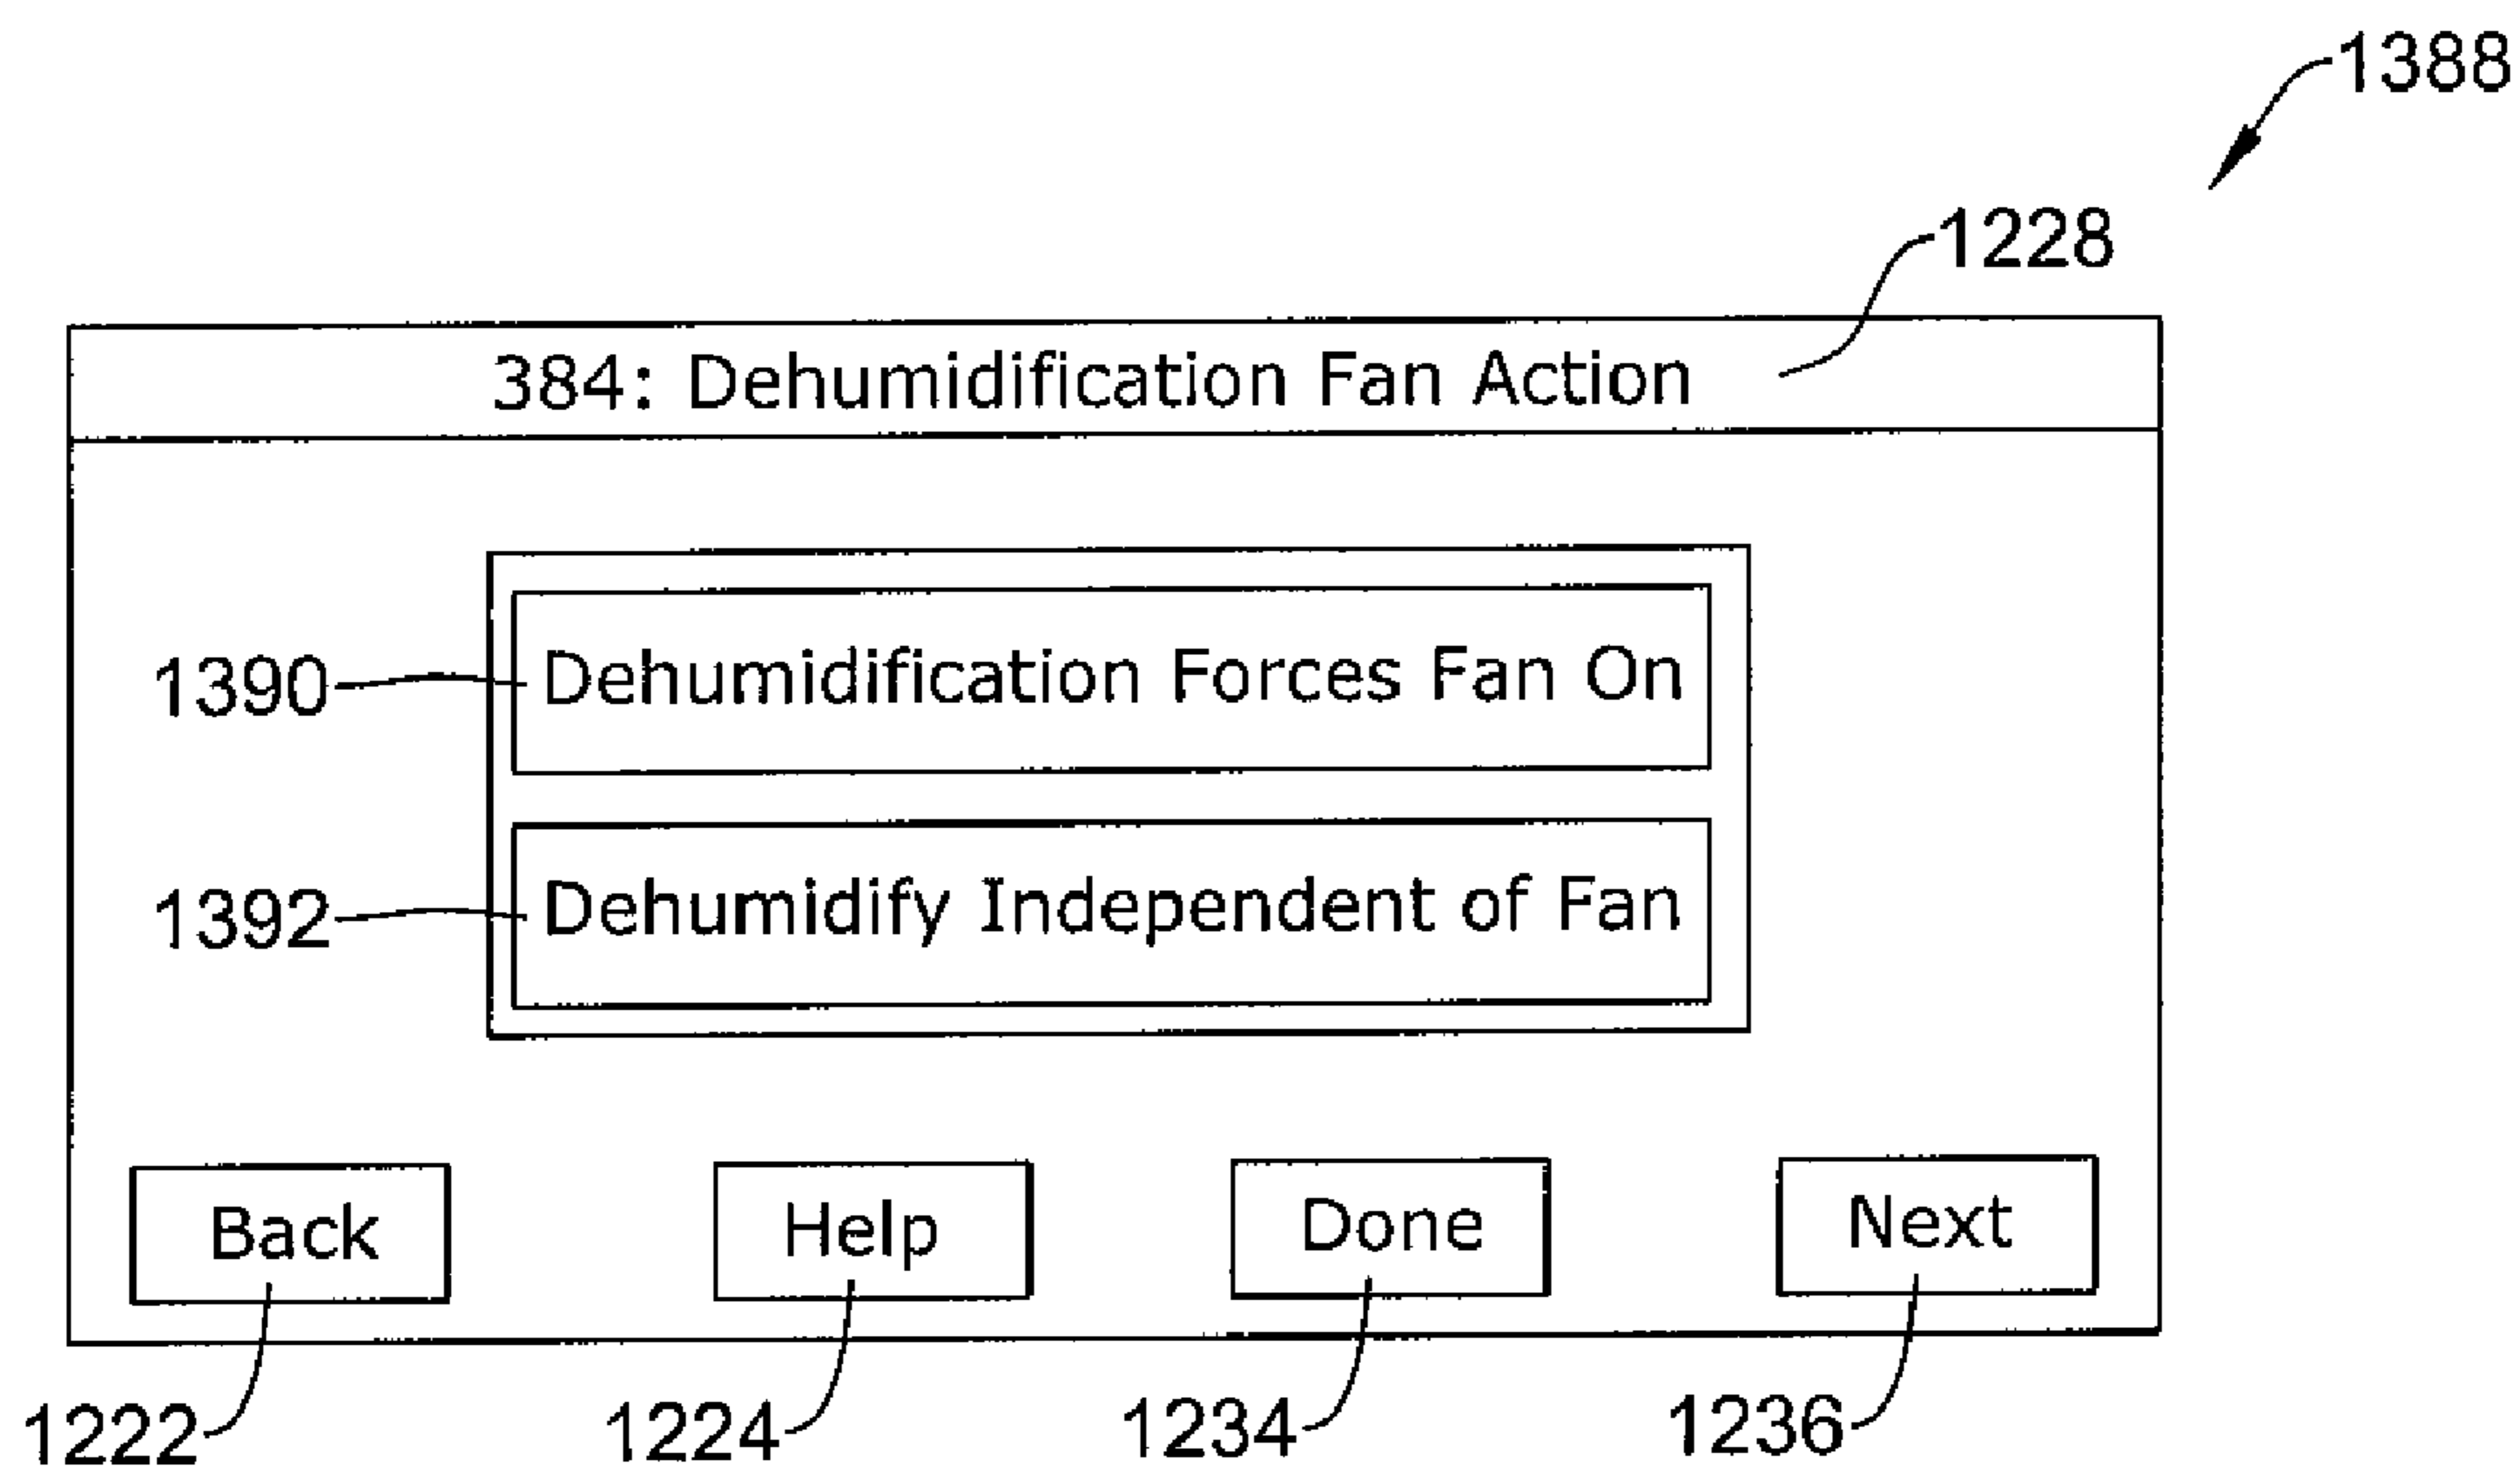 1388
1228
384: Dehumidification Fan Action
1390 Dehumidification Forces Fan On
1392 Dehumidify Independent of Fan
Back Help Done Next
1222 1224 1234 1236